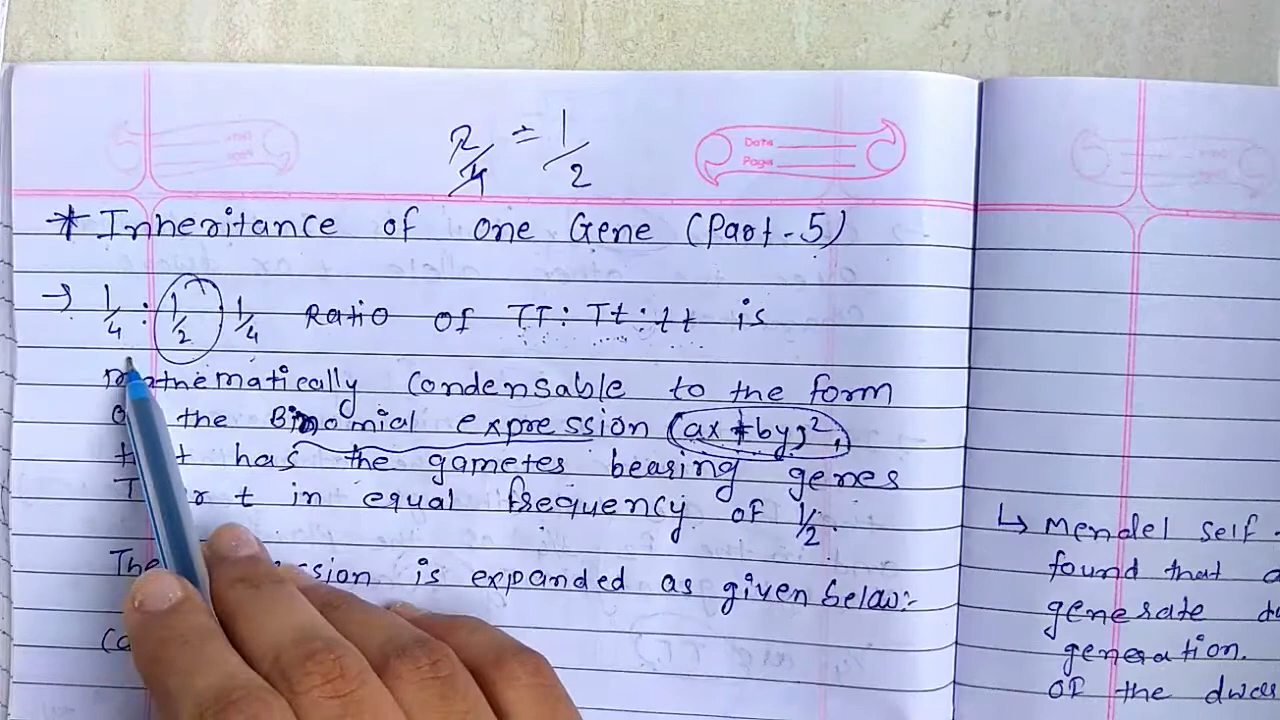 2/4 = 1/2
Date
Page
* Inheritance of one Gene (Part-5)
→ 1/4 : 1/2 : 1/4 Ratio of TT : Tt : tt is
mathematically condensable to the form
the Binomial expression (ax+by)²,
has the gametes bearing genes
T or t in equal frequency of 1/2.
The is expanded as given below:-
↳ Mendel self-
found that
generate
generation.
of the